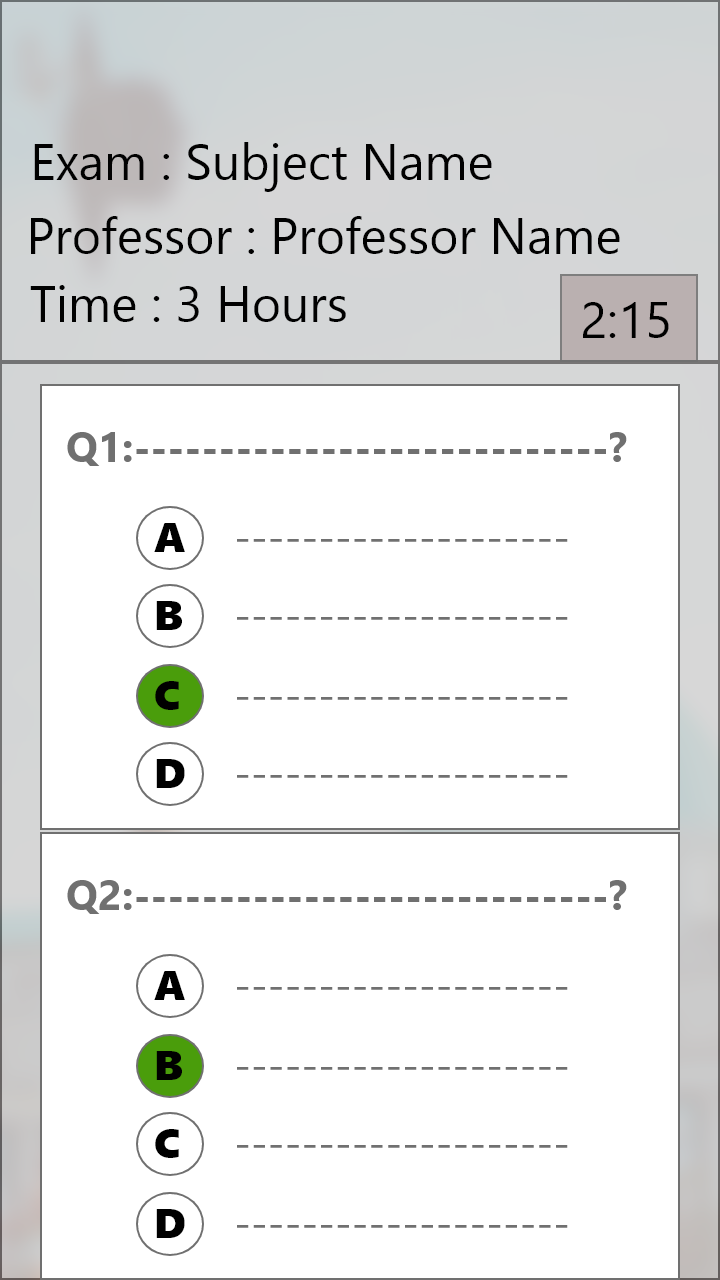 Exam : Subject Name
Professor : Professor Name
Time : 3 Hours
2:15
Q1:----------------------------?
A --------------------
B --------------------
C --------------------
D --------------------
Q2:----------------------------?
A --------------------
B --------------------
C --------------------
D --------------------